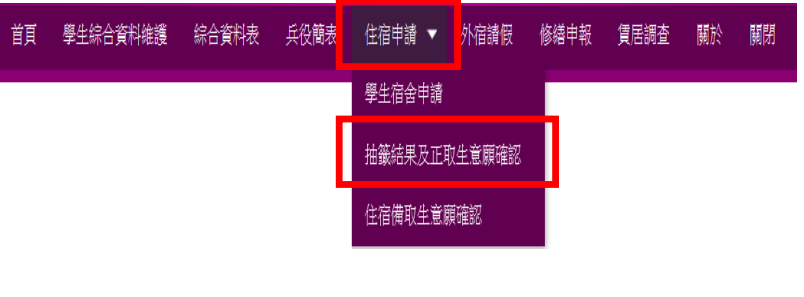 首頁 學生綜合資料維護 綜合資料表 兵役簡表 住宿申請 ▼ 外宿請假 修繕申報 賃居調查 關於 關閉
學生宿舍申請
抽籤結果及正取生意願確認
住宿備取生意願確認